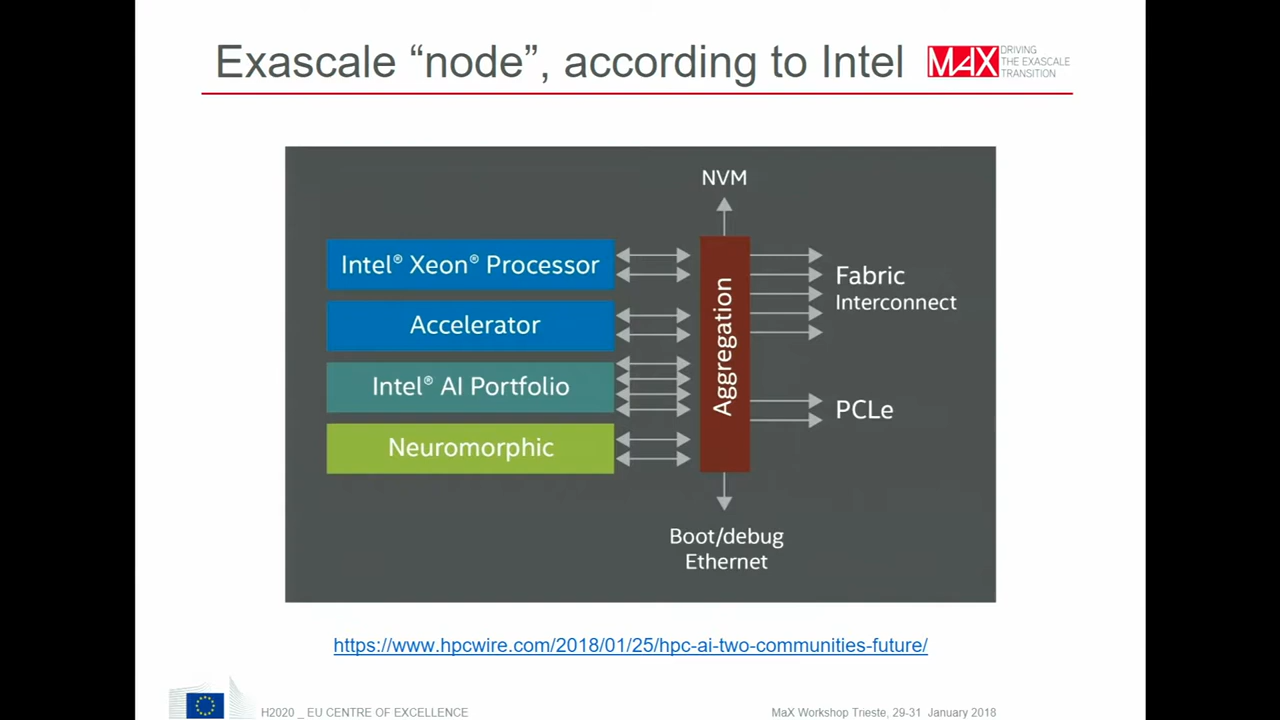 Exascale “node”, according to Intel
MAX
DRIVING
THE EXASCALE
TRANSITION
NVM
Intel® Xeon® Processor
Accelerator
Intel® AI Portfolio
Neuromorphic
Aggregation
Fabric
Interconnect
PCLe
Boot/debug
Ethernet
https://www.hpcwire.com/2018/01/25/hpc-ai-two-communities-future/
H2020 _ EU CENTRE OF EXCELLENCE
MaX Workshop Trieste, 29-31 January 2018